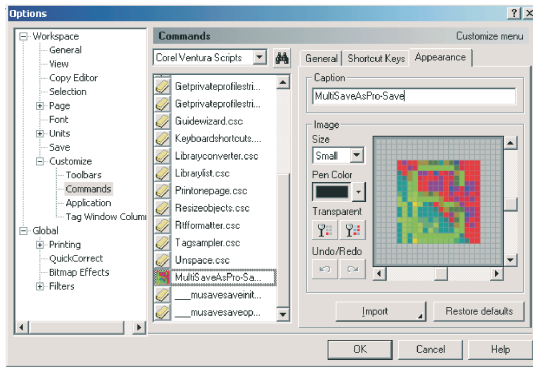 Options
Workspace
General
View
Copy Editor
Selection
Page
Font
Units
Save
Customize
Toolbars
Commands
Application
Tag Window Colum
Global
Printing
QuickCorrect
Bitmap Effects
Filters
Commands
Customize menu
Corel Ventura Scripts
Getprivateprofilestri...
Getprivateprofilestri...
Guidewizard.csc
Keyboardshortcuts....
Libraryconverter.csc
Librarylist.csc
Printonepage.csc
Resizeobjects.csc
Rtfformatter.csc
Tagsampler.csc
Unspace.csc
MultiSaveAsPro-Sa...
___musavesaveinit...
___musavesaveop...
General Shortcut Keys Appearance
Caption
MultiSaveAsPro-Save
Image
Size
Small
Pen Color
Transparent
Undo/Redo
Import
Restore defaults
OK
Cancel
Help